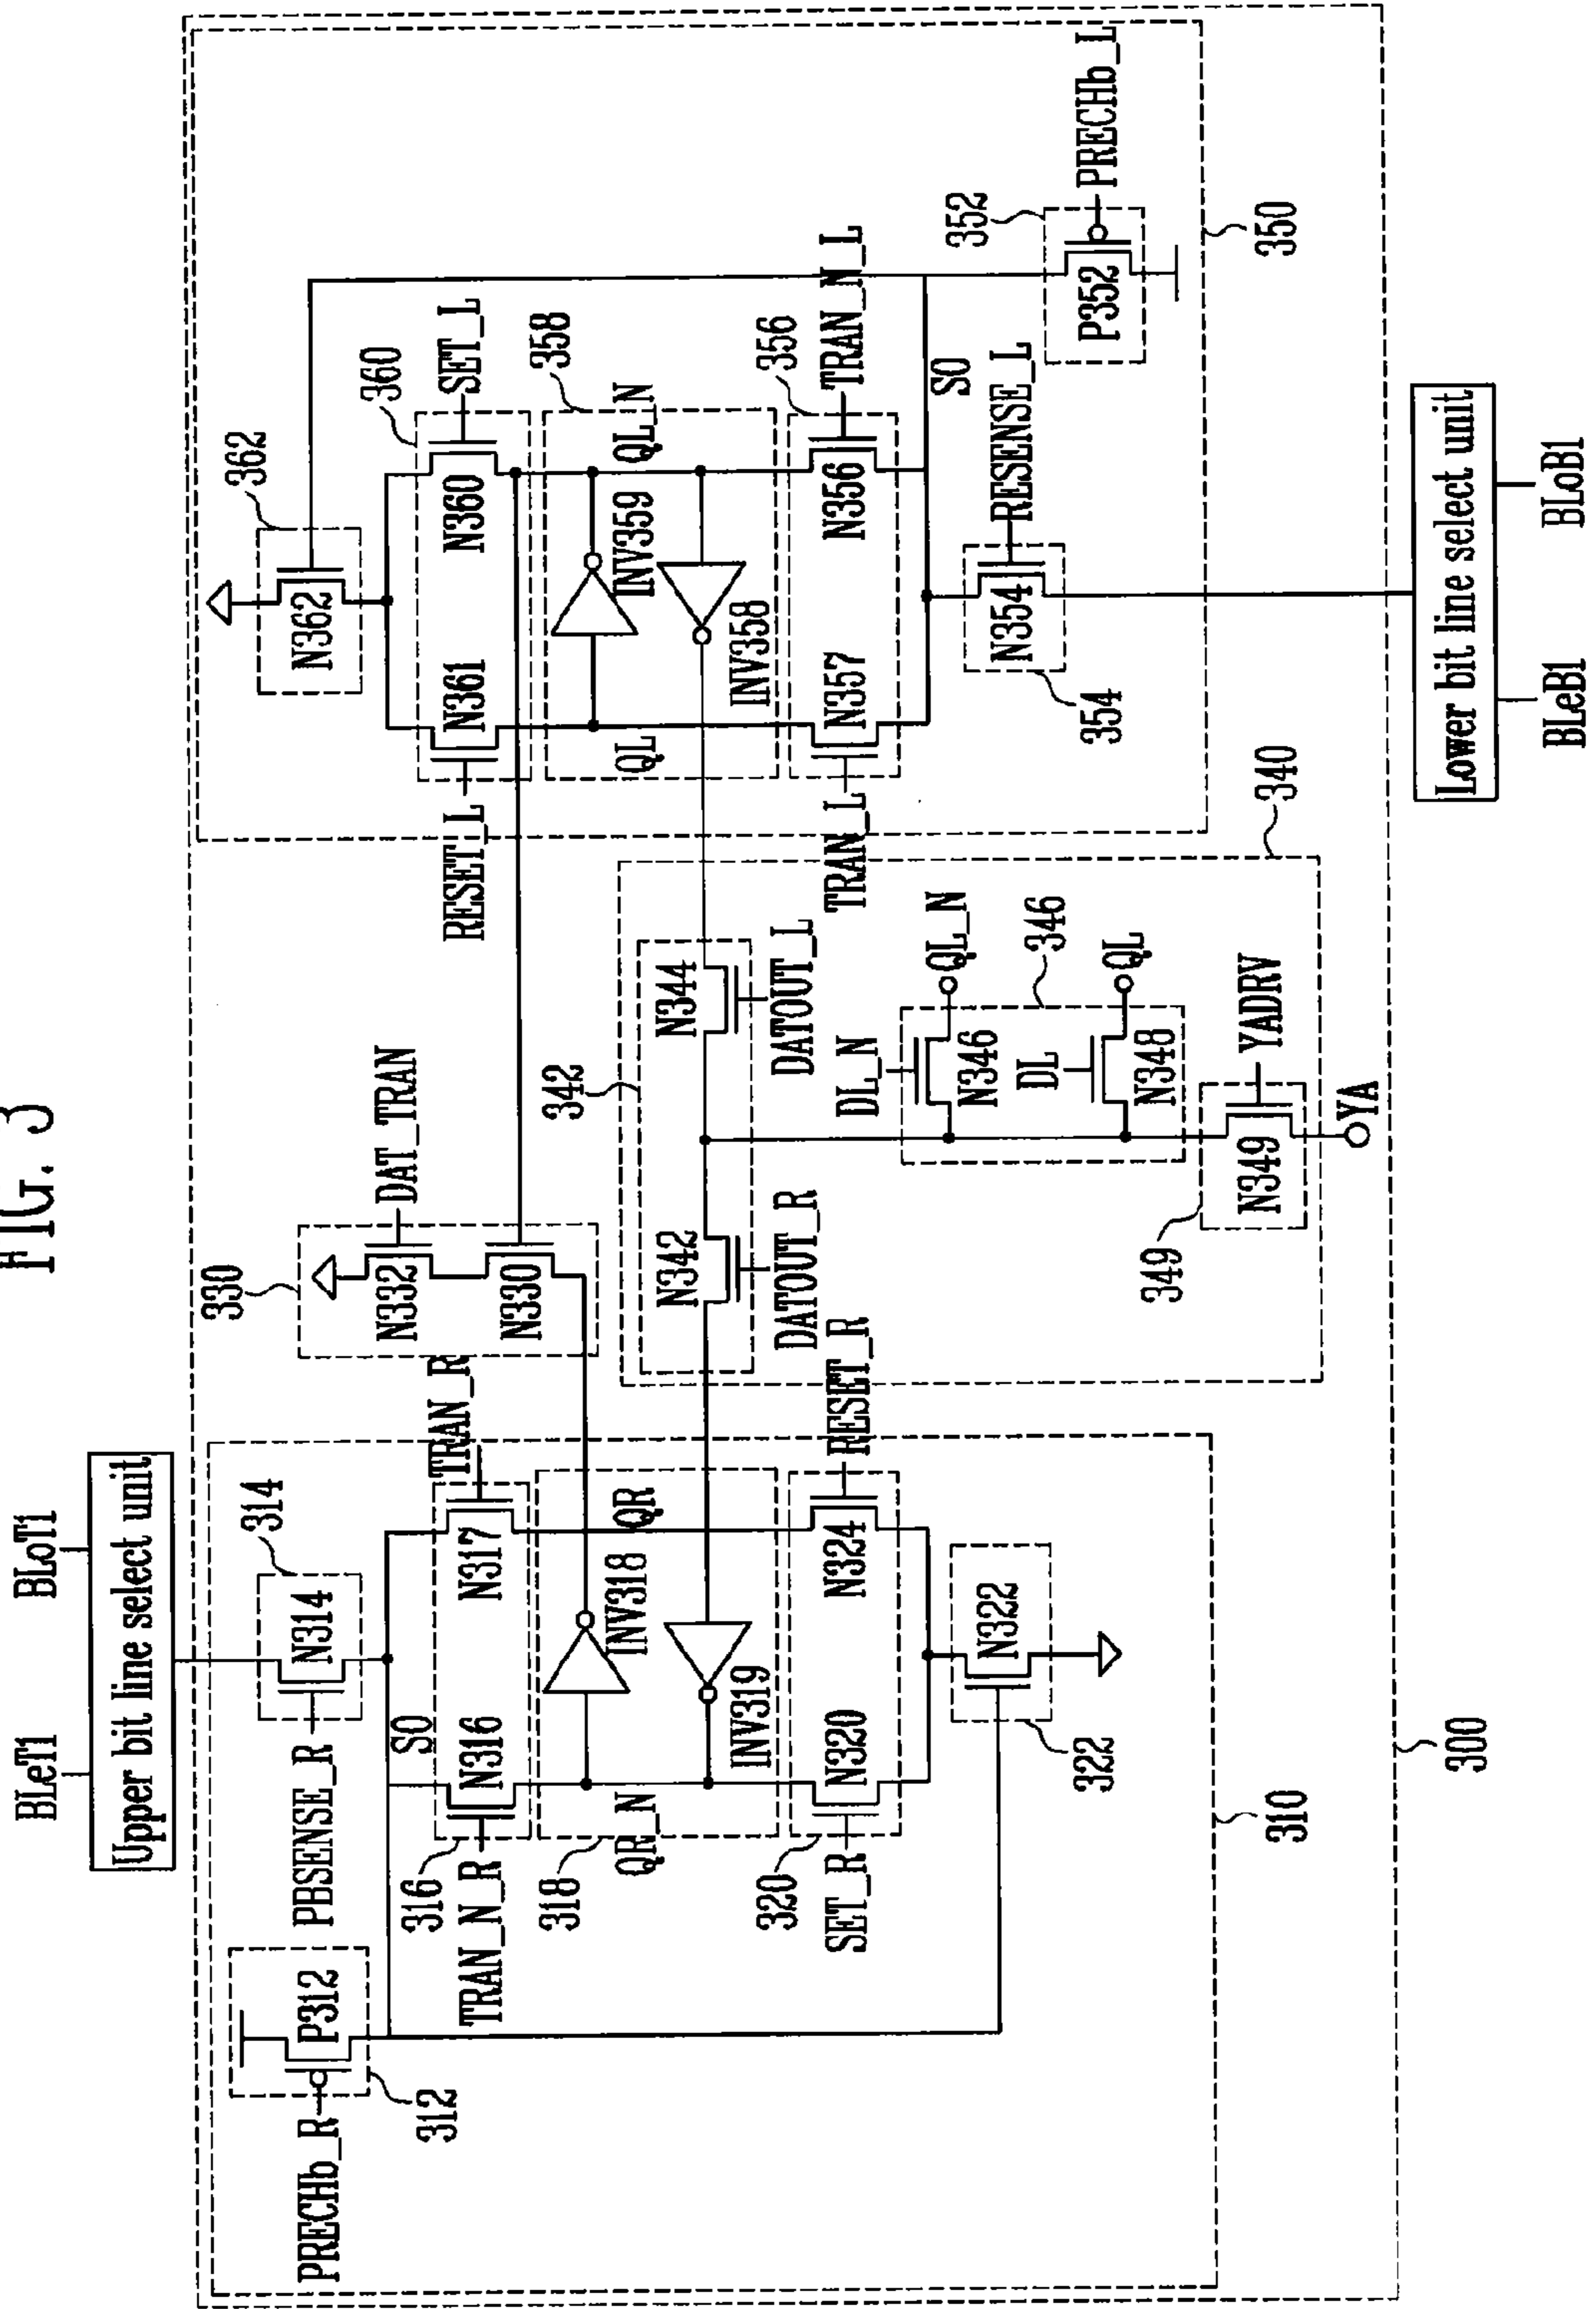 FIG. 3
BLeT1
BLoT1
Upper bit line select unit
PRECHb_R
P312
312
PBSENSE_R
N314
314
SO
TRAN_N_R
316
N316
N317
TRAN_R
318
QR_N
QR
INV318
INV319
320
SET_R
N320
N324
RESET_R
N322
322
310
300
330
N332
DAT_TRAN
N330
342
N342
N344
DATOUT_R
DATOUT_L
DL_N
N346
QL_N
346
DL
N348
QL
349
N349
YADRV
YA
340
362
N362
360
RESET_L
N361
N360
SET_L
358
QL
QL_N
INV359
INV358
356
TRAN_L
N357
N356
TRAN_N_L
SO
354
N354
RESENSE_L
352
P352
PRECHb_L
350
Lower bit line select unit
BLeB1
BLoB1